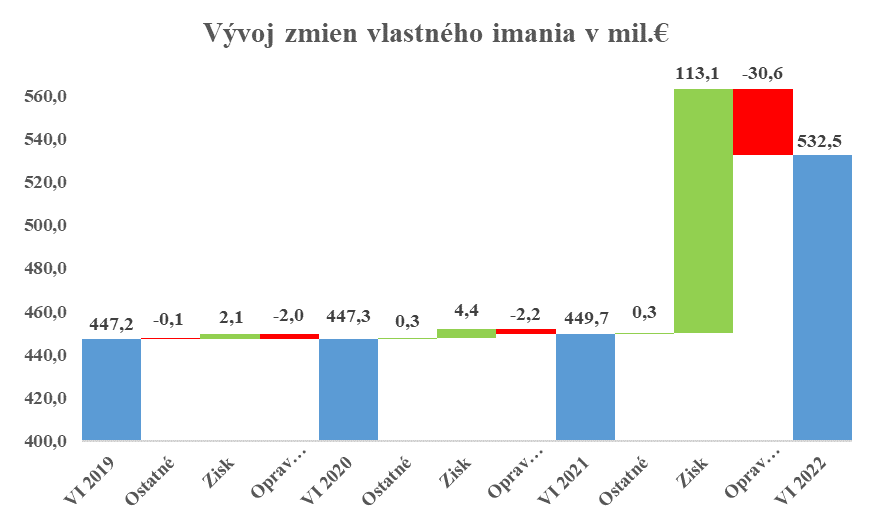 Vývoj zmien vlastného imania v mil.€
560,0
540,0
520,0
500,0
480,0
460,0
440,0
420,0
400,0
447,2
-0,1
2,1
-2,0
447,3
0,3
4,4
-2,2
449,7
0,3
113,1
-30,6
532,5
VI 2019
Ostatné
Zisk
Oprav…
VI 2020
Ostatné
Zisk
Oprav…
VI 2021
Ostatné
Zisk
Oprav…
VI 2022